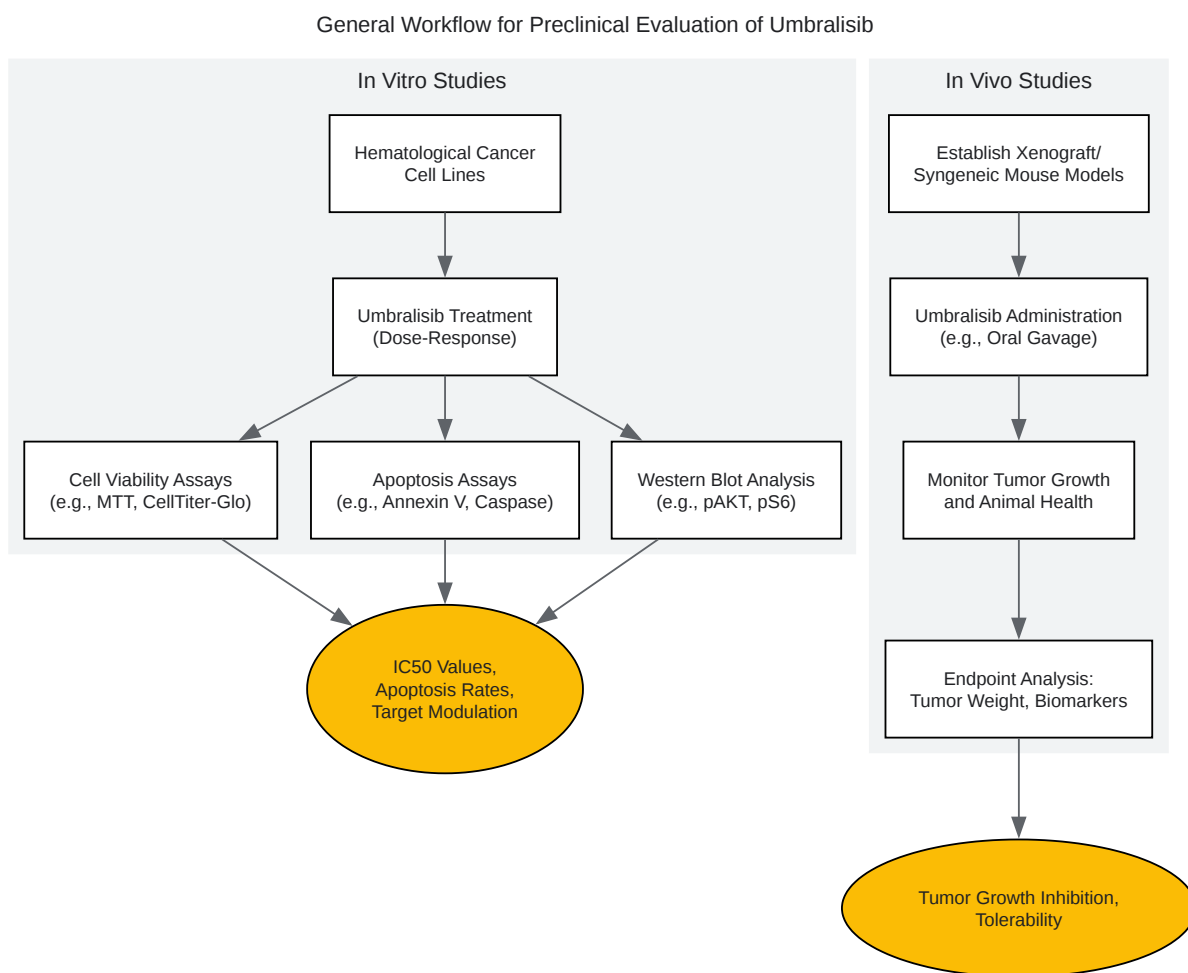 General Workflow for Preclinical Evaluation of Umbralisib
In Vitro Studies
Hematological Cancer
Cell Lines
Umbralisib Treatment
(Dose-Response)
Cell Viability Assays
(e.g., MTT, CellTiter-Glo)
Apoptosis Assays
(e.g., Annexin V, Caspase)
Western Blot Analysis
(e.g., pAKT, pS6)
IC50 Values,
Apoptosis Rates,
Target Modulation
In Vivo Studies
Establish Xenograft/
Syngeneic Mouse Models
Umbralisib Administration
(e.g., Oral Gavage)
Monitor Tumor Growth
and Animal Health
Endpoint Analysis:
Tumor Weight, Biomarkers
Tumor Growth Inhibition,
Tolerability